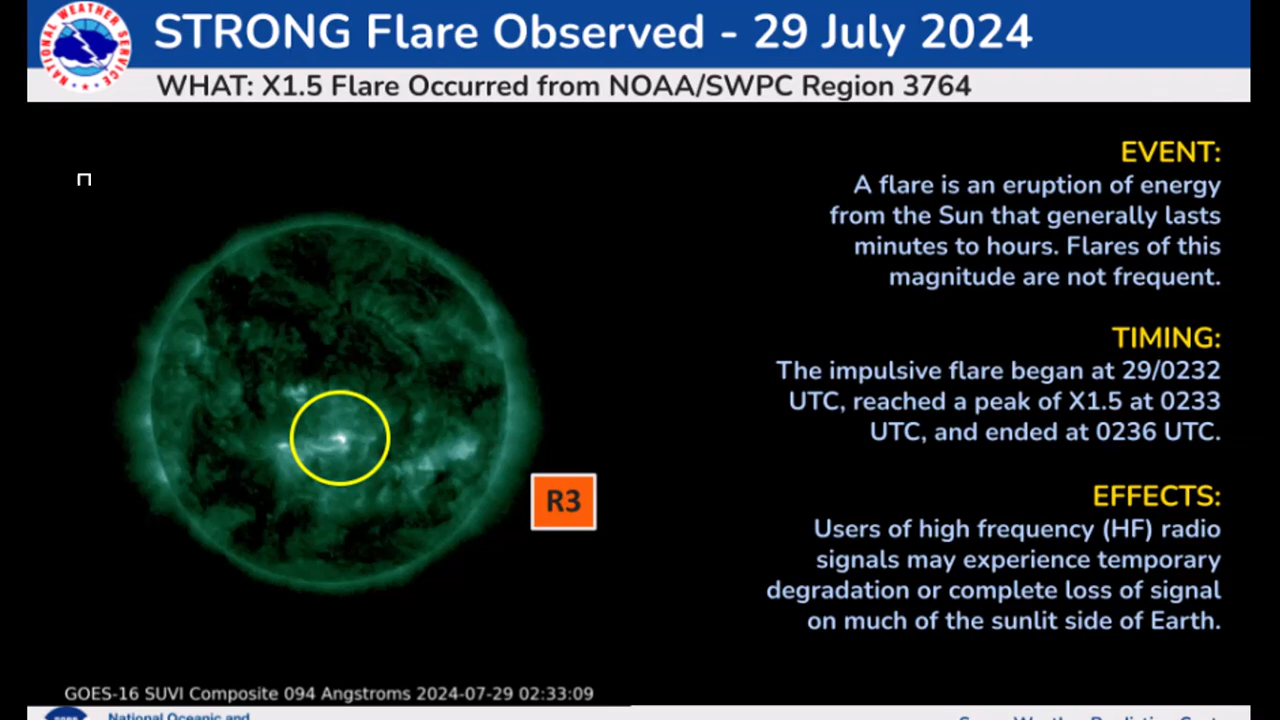 NATIONAL WEATHER SERVICE
STRONG Flare Observed - 29 July 2024
WHAT: X1.5 Flare Occurred from NOAA/SWPC Region 3764
EVENT:
A flare is an eruption of energy
from the Sun that generally lasts
minutes to hours. Flares of this
magnitude are not frequent.
TIMING:
The impulsive flare began at 29/0232
UTC, reached a peak of X1.5 at 0233
UTC, and ended at 0236 UTC.
R3
EFFECTS:
Users of high frequency (HF) radio
signals may experience temporary
degradation or complete loss of signal
on much of the sunlit side of Earth.
GOES-16 SUVI Composite 094 Angstroms 2024-07-29 02:33:09
National Oceanic and